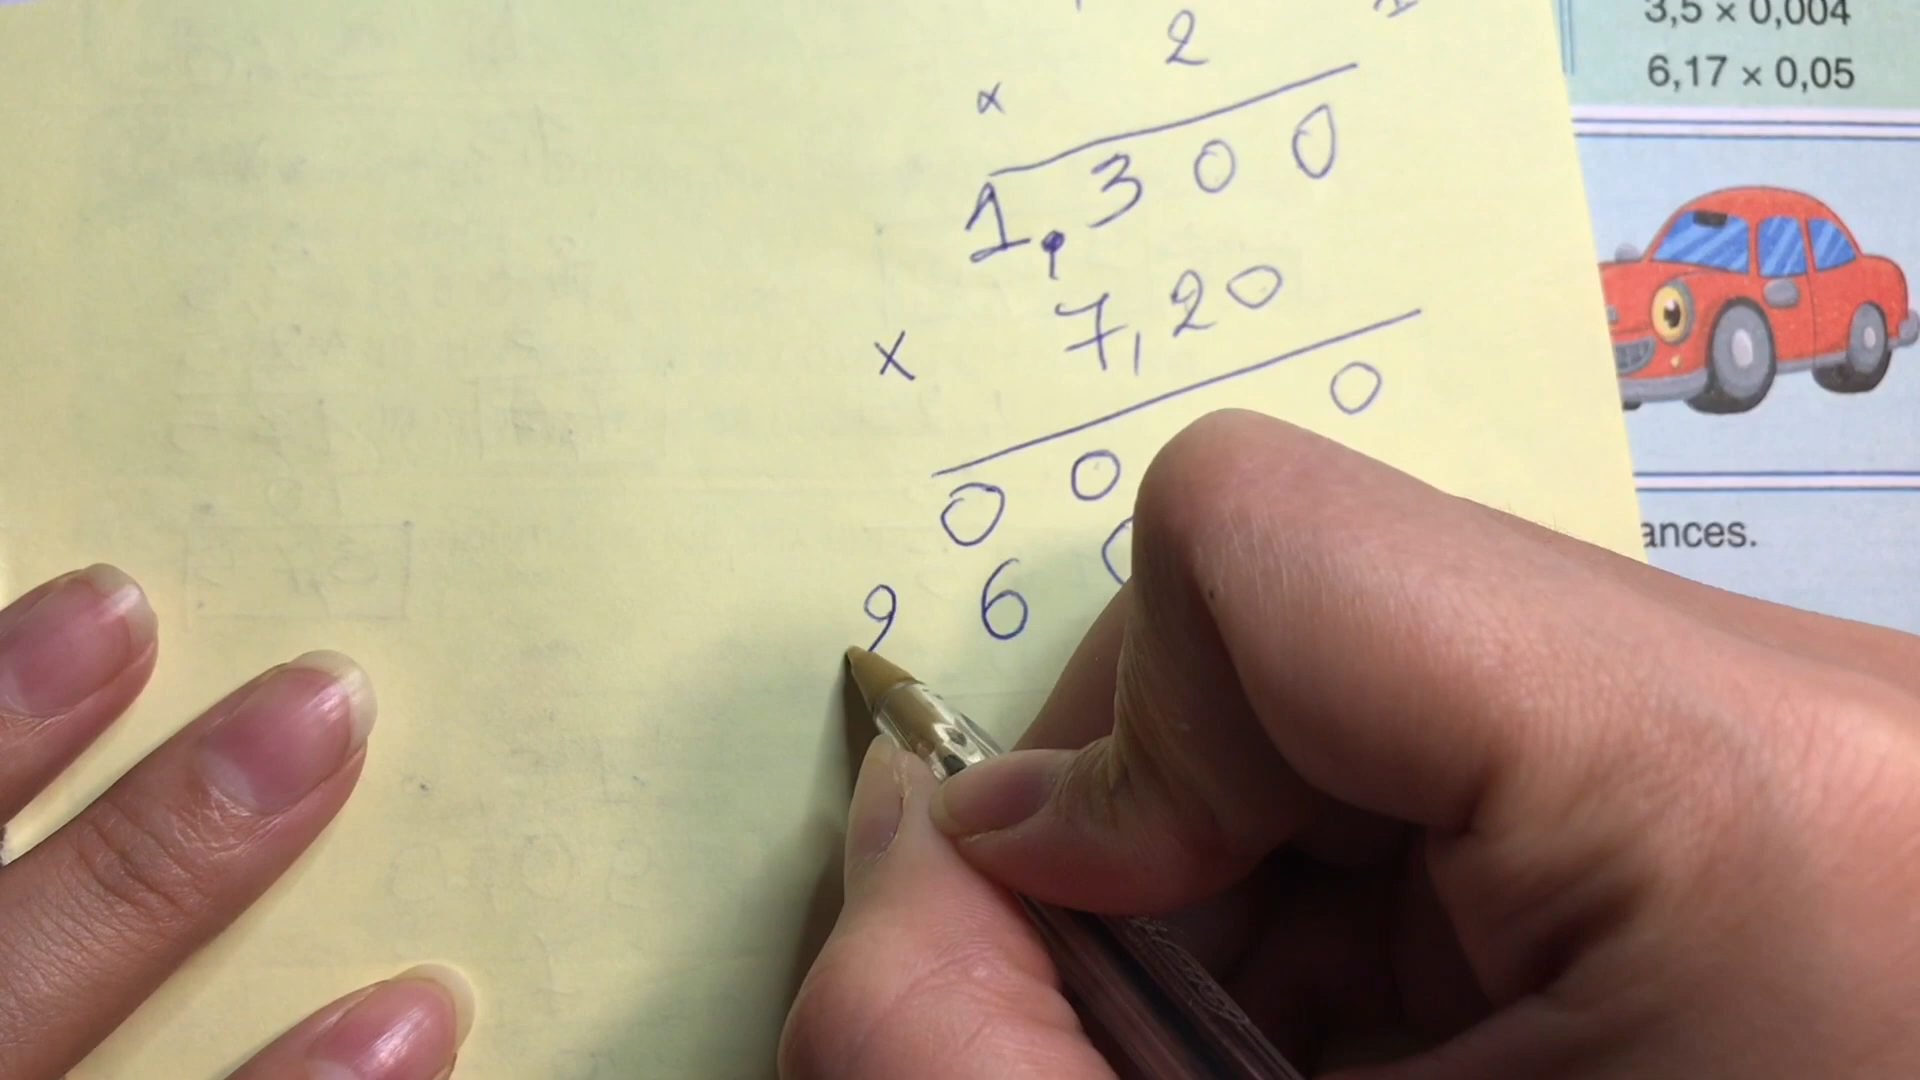 2
x
1,300
x 7,20
0 0 0
9 6
3,5 × 0,004
6,17 × 0,05
ances.